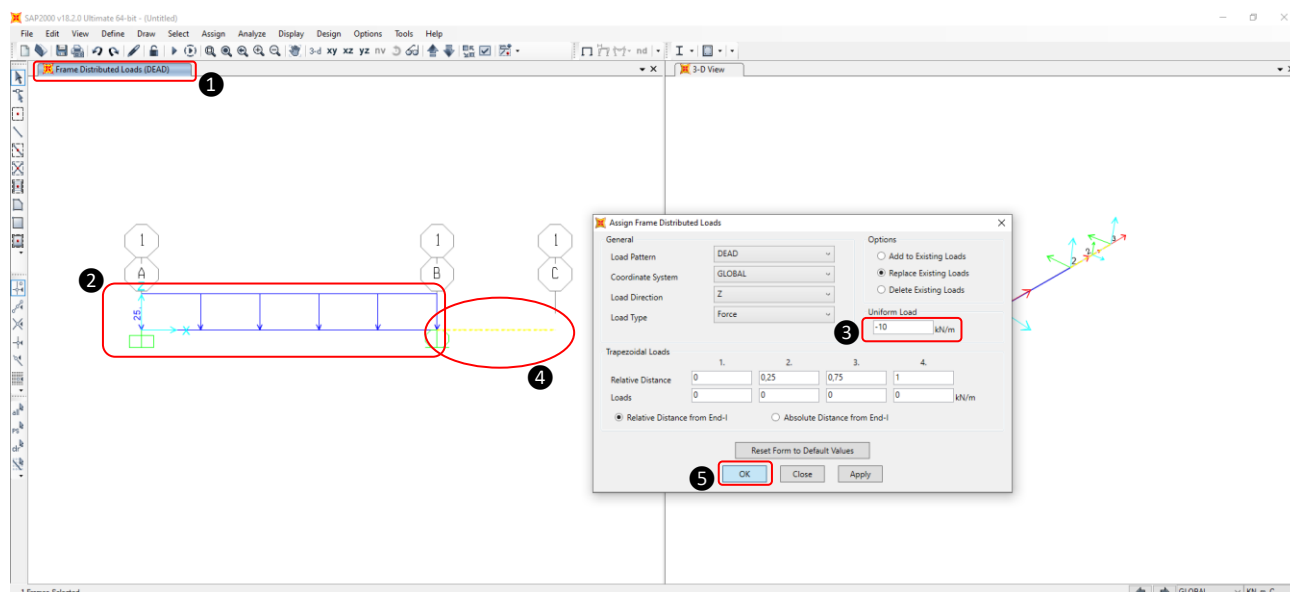 SAP2000 v18.2.0 Ultimate 64-bit - (Untitled)
File Edit View Define Draw Select Assign Analyze Display Design Options Tools Help
3-d xy xz yz nv nd
Frame Distributed Loads (DEAD)
3-D View
1
1 1 1
A B C
2
Z
25,
X
4
Assign Frame Distributed Loads
General
Load Pattern DEAD
Coordinate System GLOBAL
Load Direction Z
Load Type Force
Options
Add to Existing Loads
Replace Existing Loads
Delete Existing Loads
Uniform Load
3 -10 kN/m
Trapezoidal Loads
1. 2. 3. 4.
Relative Distance 0 0,25 0,75 1
Loads 0 0 0 0 kN/m
Relative Distance from End-I Absolute Distance from End-I
Reset Form to Default Values
5 OK Close Apply
GLOBAL